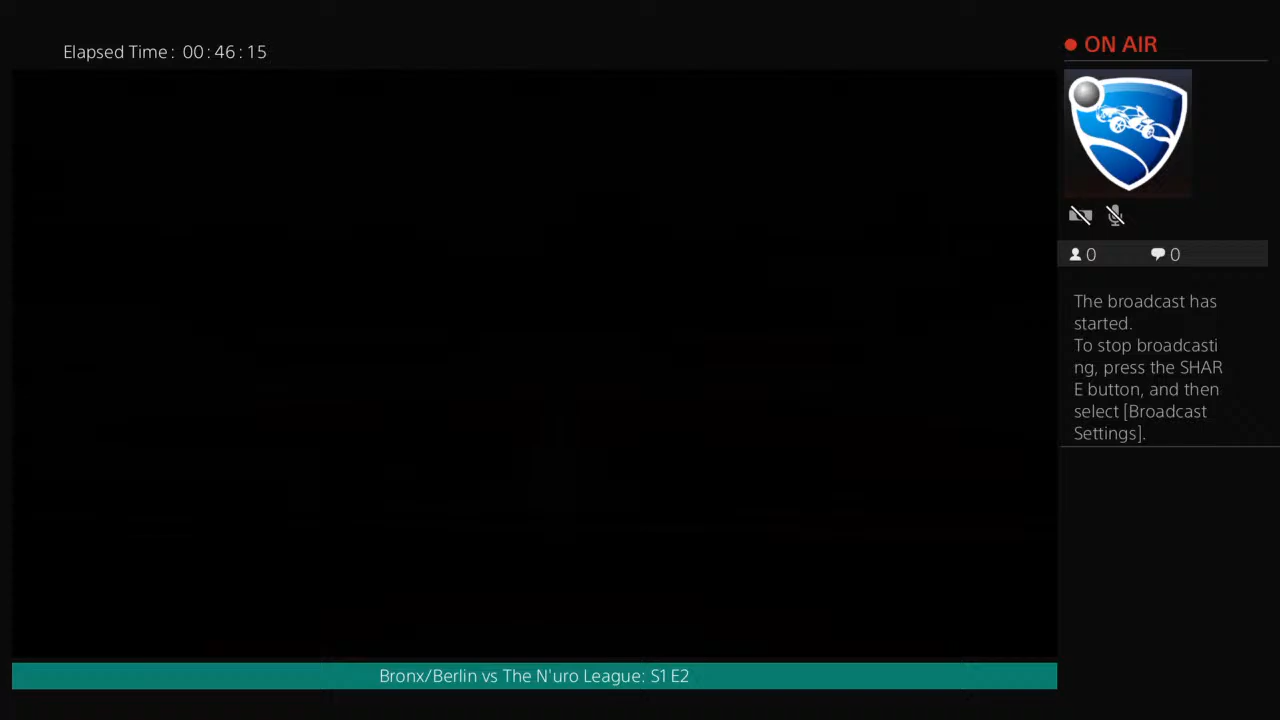 Elapsed Time: 00:46:15
ON AIR
0 0
The broadcast has
started.
To stop broadcasti
ng, press the SHAR
E button, and then
select [Broadcast
Settings].
Bronx/Berlin vs The N'uro League: S1 E2